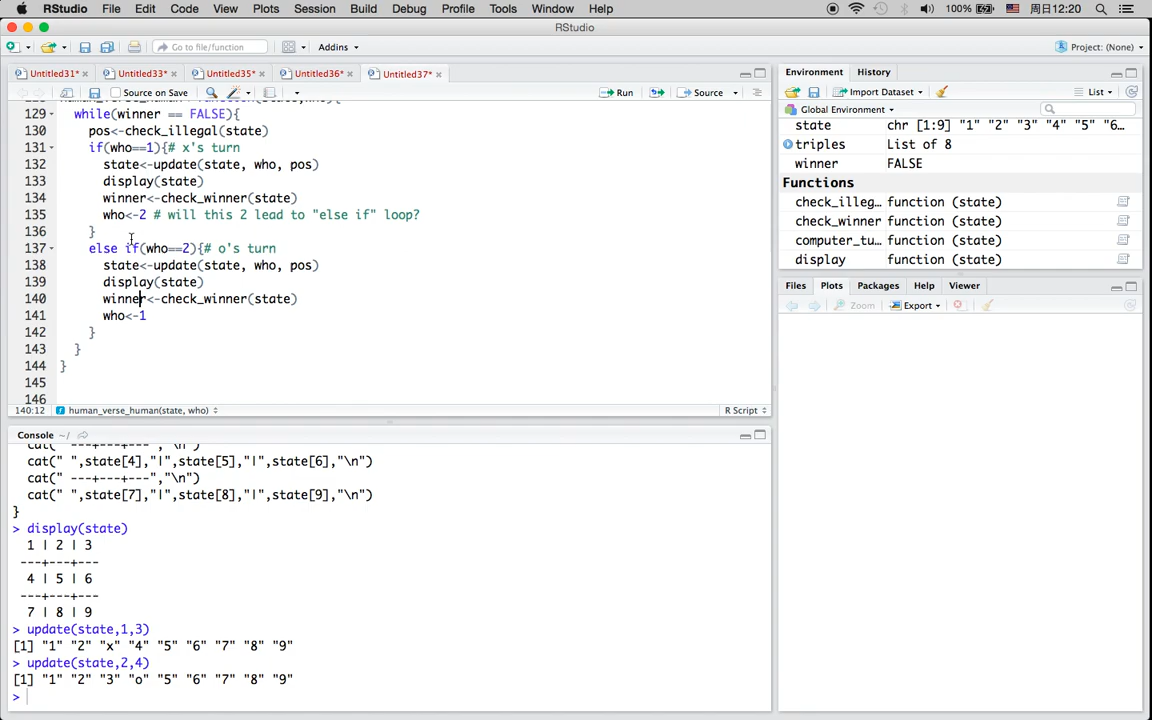 RStudio File Edit Code View Plots Session Build Debug Profile Tools Window Help 100% 周日12:20
RStudio
Go to file/function Addins Project: (None)
Untitled31* Untitled33* Untitled35* Untitled36* Untitled37*
Source on Save Run Source
129 while(winner == FALSE){
130 pos<-check_illegal(state)
131 if(who==1){# x's turn
132 state<-update(state, who, pos)
133 display(state)
134 winner<-check_winner(state)
135 who<-2 # will this 2 lead to "else if" loop?
136 }
137 else if(who==2){# o's turn
138 state<-update(state, who, pos)
139 display(state)
140 winner<-check_winner(state)
141 who<-1
142 }
143 }
144 }
145
146
140:12 human_verse_human(state, who) R Script
Console ~/
cat(" ---+---+---","\n")
cat(" ",state[4],"|",state[5],"|",state[6],"\n")
cat(" ---+---+---","\n")
cat(" ",state[7],"|",state[8],"|",state[9],"\n")
}
> display(state)
1 | 2 | 3
---+---+---
4 | 5 | 6
---+---+---
7 | 8 | 9
> update(state,1,3)
[1] "1" "2" "x" "4" "5" "6" "7" "8" "9"
> update(state,2,4)
[1] "1" "2" "3" "o" "5" "6" "7" "8" "9"
>
Environment History
Import Dataset List
Global Environment
state chr [1:9] "1" "2" "3" "4" "5" "6"…
triples List of 8
winner FALSE
Functions
check_illeg… function (state)
check_winner function (state)
computer_tu… function (state)
display function (state)
Files Plots Packages Help Viewer
Zoom Export